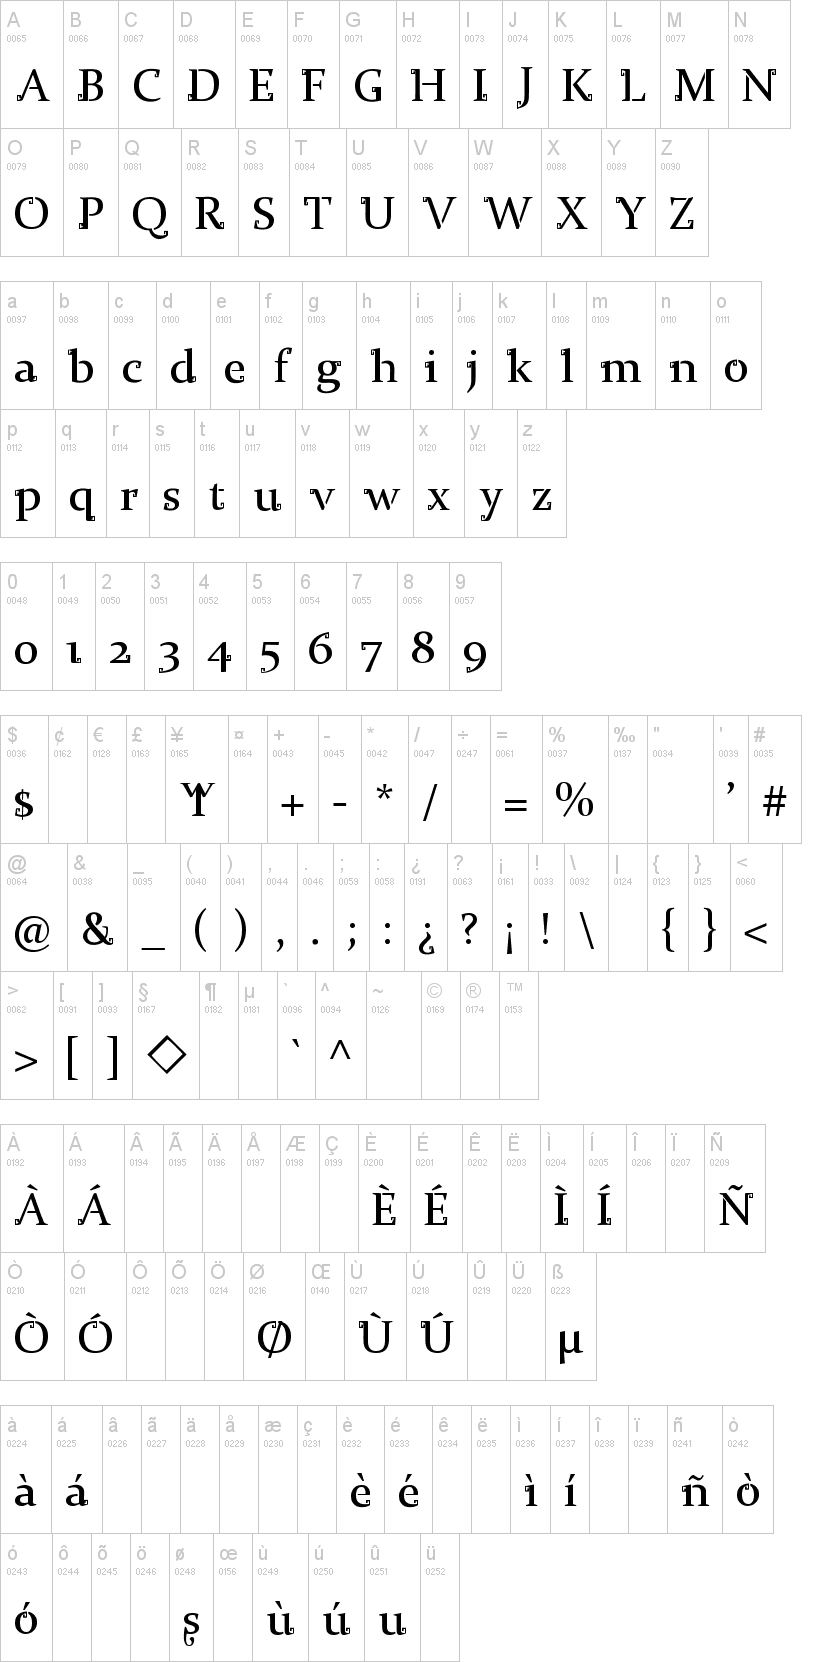 A B C D E F G H I J K L M N
0065 0066 0067 0068 0069 0070 0071 0072 0073 0074 0075 0076 0077 0078
A B C D E F G H I J K L M N
O P Q R S T U V W X Y Z
0079 0080 0081 0082 0083 0084 0085 0086 0087 0088 0089 0090
O P Q R S T U V W X Y Z
a b c d e f g h i j k l m n o
0097 0098 0099 0100 0101 0102 0103 0104 0105 0106 0107 0108 0109 0110 0111
a b c d e f g h i j k l m n o
p q r s t u v w x y z
0112 0113 0114 0115 0116 0117 0118 0119 0120 0121 0122
p q r s t u v w x y z
0 1 2 3 4 5 6 7 8 9
0048 0049 0050 0051 0052 0053 0054 0055 0056 0057
0 1 2 3 4 5 6 7 8 9
$ ¢ € £ ¥ ¤ + - * / ÷ = % ‰ " ' #
0036 0162 0128 0163 0165 0164 0043 0045 0042 0047 0247 0061 0037 0137 0034 0039 0035
$ + - * / = % ' #
@ & _ ( ) , . ; : ¿ ? ¡ ! \ | { } <
0064 0038 0095 0040 0041 0044 0046 0059 0058 0191 0063 0161 0033 0092 0124 0123 0125 0060
@ & _ ( ) , . ; : ¿ ? ¡ ! \ { } <
> [ ] § ¶ µ ` ^ ~ © ® ™
0062 0091 0093 0167 0182 0181 0096 0094 0126 0169 0174 0153
> [ ] ◇ ` ^
À Á Â Ã Ä Å Æ Ç È É Ê Ë Ì Í Î Ï Ñ
0192 0193 0194 0195 0196 0197 0198 0199 0200 0201 0202 0203 0204 0205 0206 0207 0209
À Á È É Ì Í Ñ
Ò Ó Ô Õ Ö Ø Œ Ù Ú Û Ü ß
0210 0211 0212 0213 0214 0216 0140 0217 0218 0219 0220 0223
Ò Ó Ø Ù Ú µ
à á â ã ä å æ ç è é ê ë ì í î ï ñ ò
0224 0225 0226 0227 0228 0229 0230 0231 0232 0233 0234 0235 0236 0237 0238 0239 0241 0242
à á è é ì í ñ ò
ó ô õ ö ø œ ù ú û ü
0243 0244 0245 0246 0248 0156 0249 0250 0251 0252
ó ş ù ú u